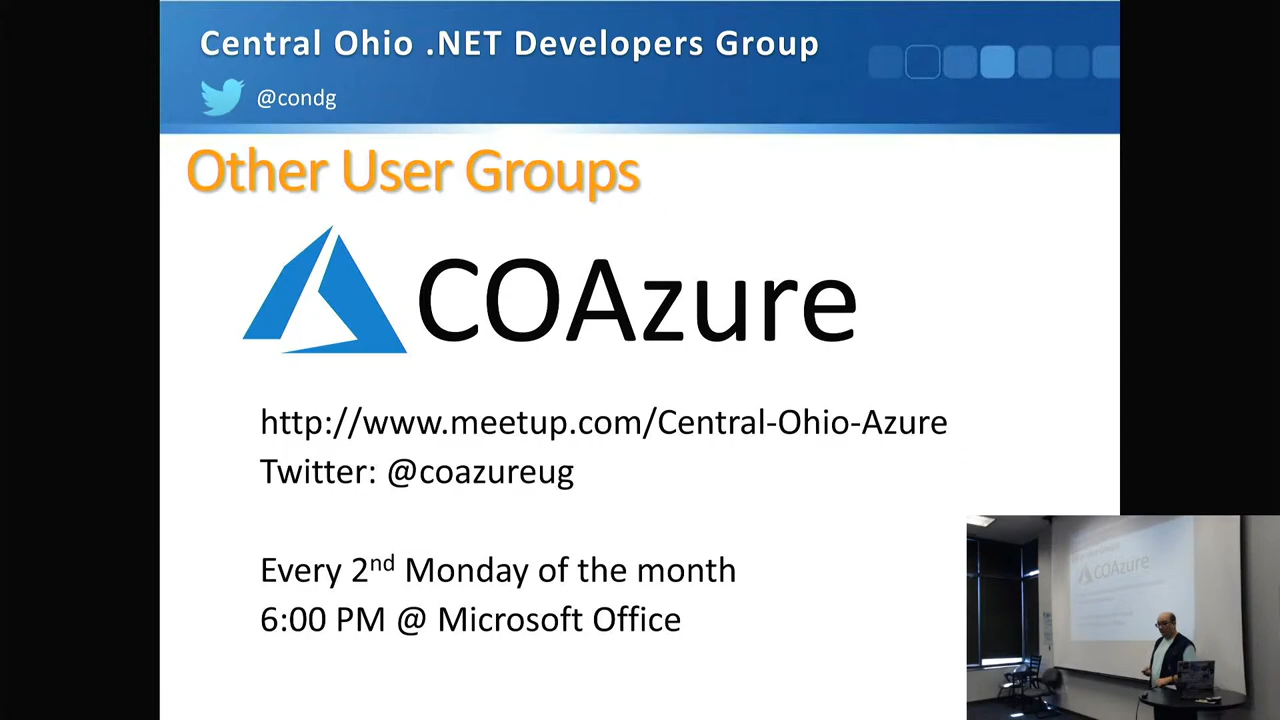 Central Ohio .NET Developers Group
@condg
Other User Groups
COAzure
http://www.meetup.com/Central-Ohio-Azure
Twitter: @coazureug
Every 2nd Monday of the month
6:00 PM @ Microsoft Office
COAzure